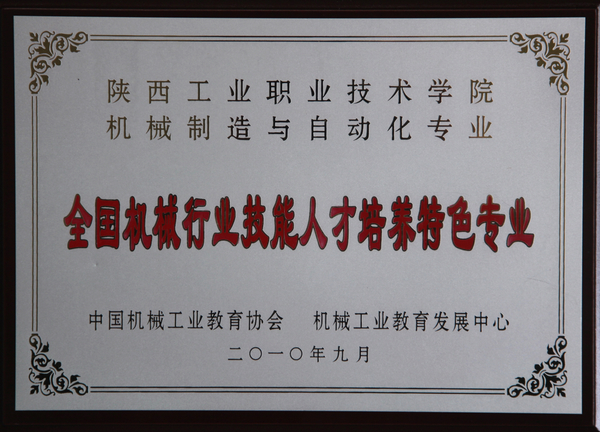 陕西工业职业技术学院
机械制造与自动化专业
全国机械行业技能人才培养特色专业
中国机械工业教育协会 机械工业教育发展中心
二〇一〇年九月